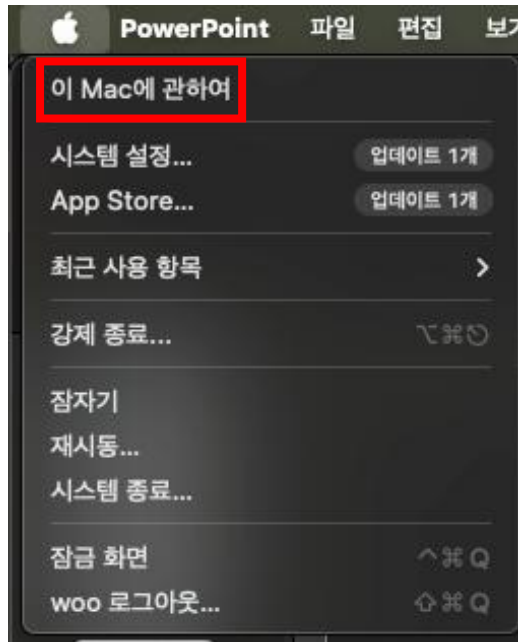 PowerPoint 파일 편집 보기
이 Mac에 관하여
시스템 설정... 업데이트 1개
App Store... 업데이트 1개
최근 사용 항목 >
강제 종료... ⌥⌘⎋
잠자기
재시동...
시스템 종료...
잠금 화면 ^⌘Q
woo 로그아웃... ⇧⌘Q